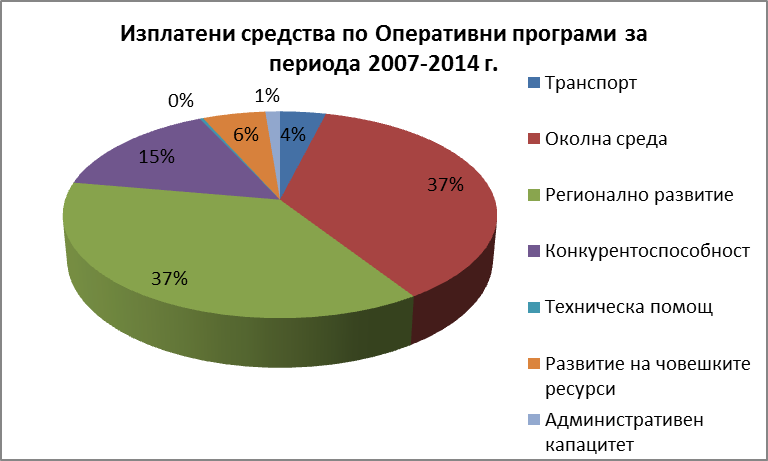 Изплатени средства по Оперативни програми за
периода 2007-2014 г.
0%
1%
6%
4%
15%
37%
37%
Транспорт
Околна среда
Регионално развитие
Конкурентоспособност
Техническа помощ
Развитие на човешките
ресурси
Административен
капацитет